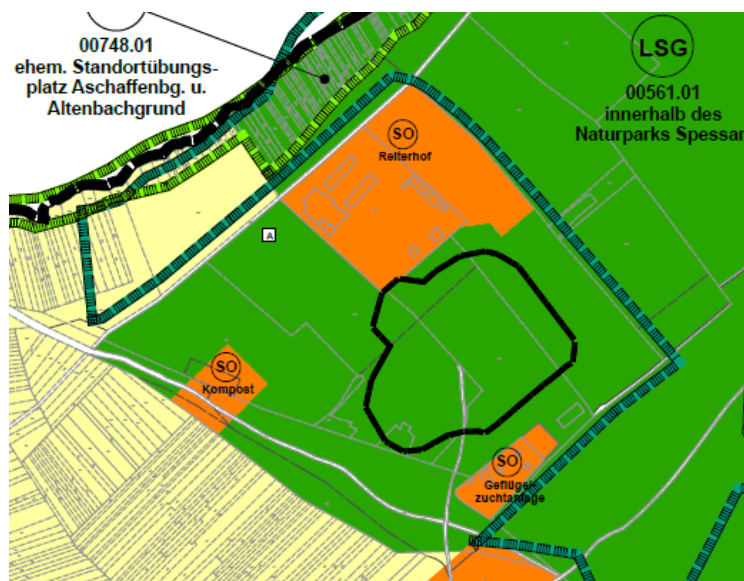 00748.01
ehem. Standortübungs-
platz Aschaffenbg. u.
Altenbachgrund
LSG
00561.01
innerhalb des
Naturparks Spessar
SO
Reiterhof
A
SO
Kompost
SO
Geflügel-
zuchtanlage